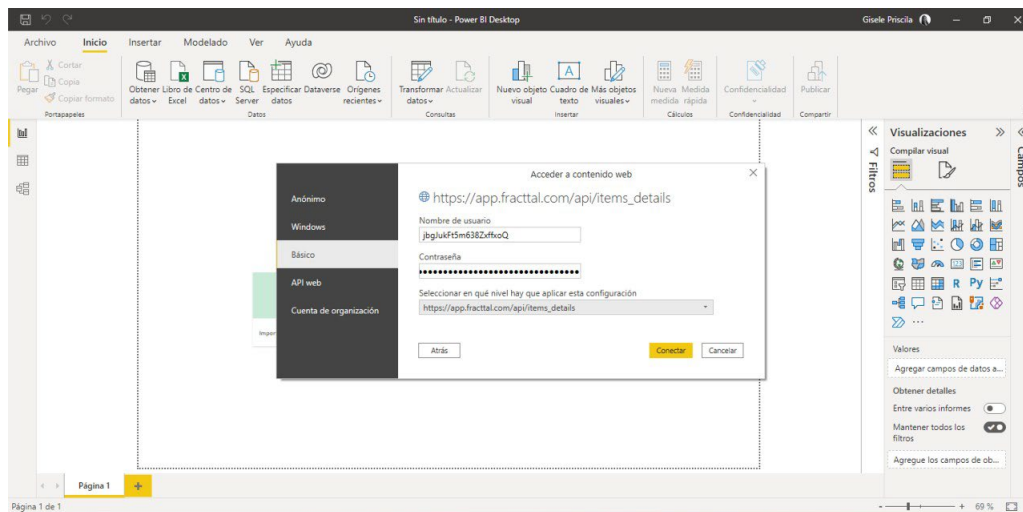 Sin título - Power BI Desktop
Gisele Priscila
Archivo Inicio Insertar Modelado Ver Ayuda
Pegar
Cortar
Copia
Copiar formato
Portapapeles
Obtener datos
Libro de Excel
Centro de datos
SQL Server
Especificar datos
Dataverse
Orígenes recientes
Datos
Transformar datos
Actualizar
Consultas
Nuevo objeto visual
Cuadro de texto
Más objetos visuales
Insertar
Nueva medida
Medida rápida
Cálculos
Confidencialidad
Confidencialidad
Publicar
Compartir
Acceder a contenido web
Anónimo
Windows
Básico
API web
Cuenta de organización
https://app.fracttal.com/api/items_details
Nombre de usuario
Contraseña
Seleccionar en qué nivel hay que aplicar esta configuración
https://app.fracttal.com/api/items_details
Atrás
Conectar
Cancelar
Filtros
Visualizaciones
Compilar visual
R Py
Valores
Agregar campos de datos a...
Obtener detalles
Entre varios informes
Mantener todos los
filtros
Agregue los campos de ob...
Campos
Página 1
Página 1 de 1
69 %